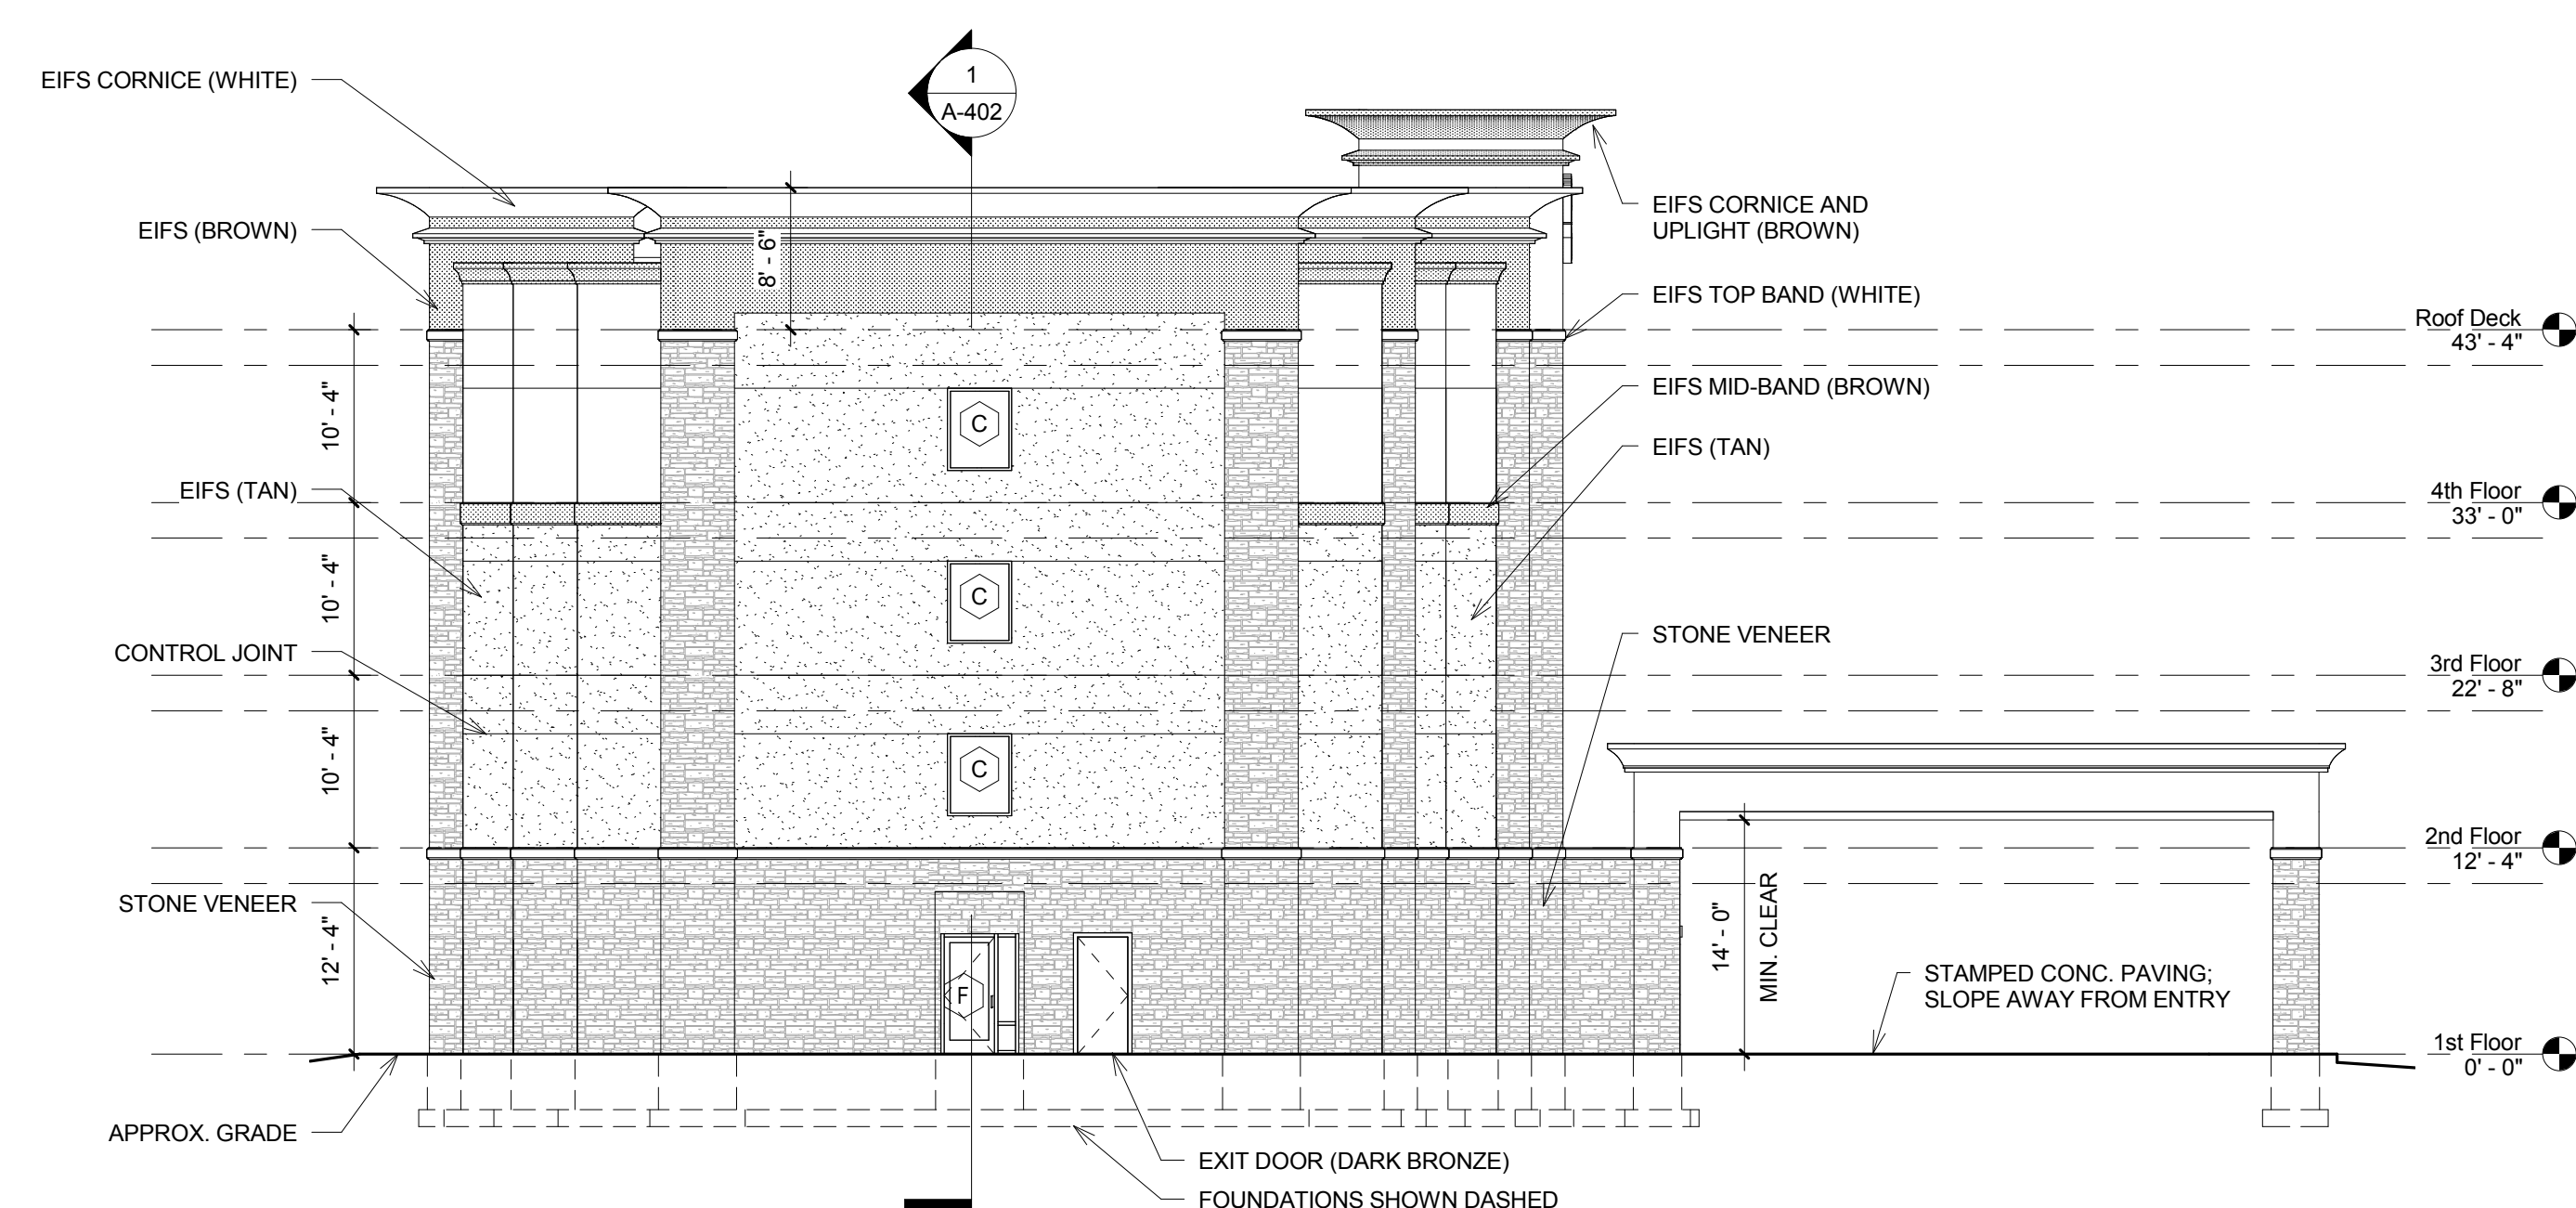 1
A-402
EIFS CORNICE (WHITE)
EIFS (BROWN)
EIFS (TAN)
CONTROL JOINT
STONE VENEER
APPROX. GRADE
10' - 4"
10' - 4"
10' - 4"
12' - 4"
8' - 6"
C
C
C
F
EIFS CORNICE AND
UPLIGHT (BROWN)
EIFS TOP BAND (WHITE)
EIFS MID-BAND (BROWN)
EIFS (TAN)
STONE VENEER
14' - 0"
MIN. CLEAR
STAMPED CONC. PAVING;
SLOPE AWAY FROM ENTRY
EXIT DOOR (DARK BRONZE)
FOUNDATIONS SHOWN DASHED
Roof Deck
43' - 4"
4th Floor
33' - 0"
3rd Floor
22' - 8"
2nd Floor
12' - 4"
1st Floor
0' - 0"